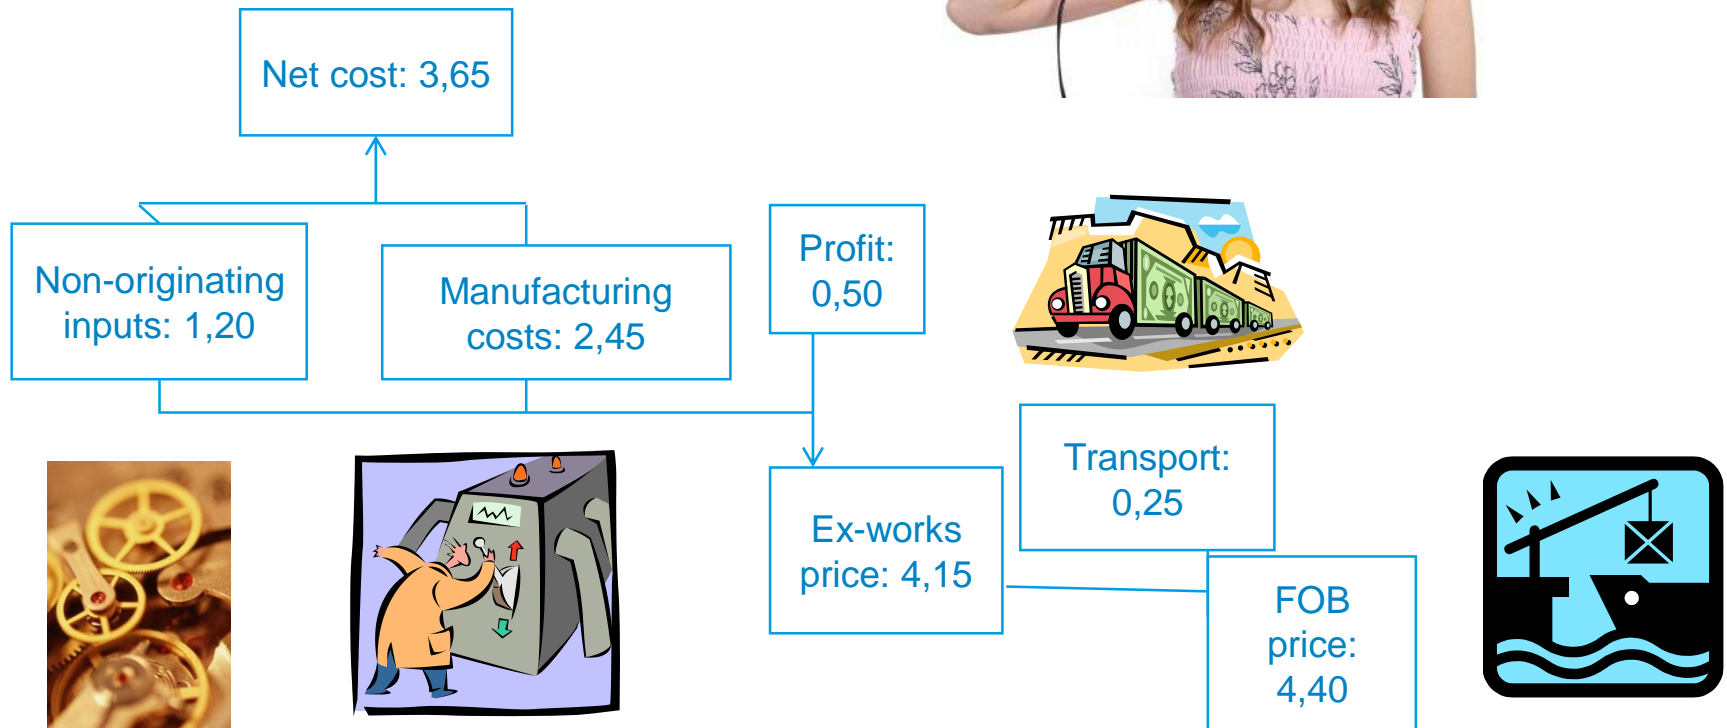 Net cost: 3,65
Non-originating
inputs: 1,20
Manufacturing
costs: 2,45
Profit:
0,50
Ex-works
price: 4,15
Transport:
0,25
FOB
price:
4,40